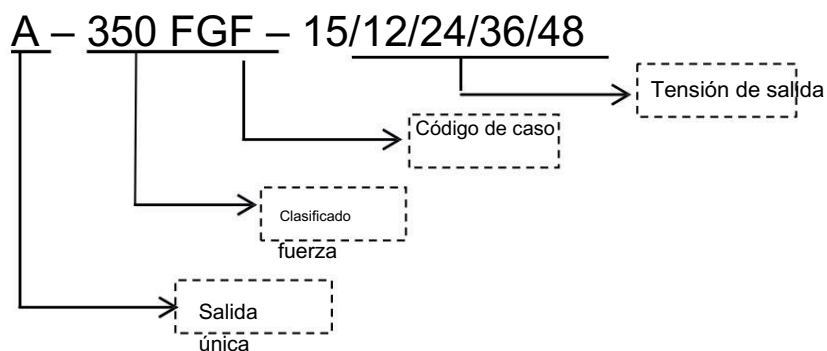 A – 350 FGF – 15/12/24/36/48
Tensión de salida
Código de caso
Clasificado
fuerza
Salida
única